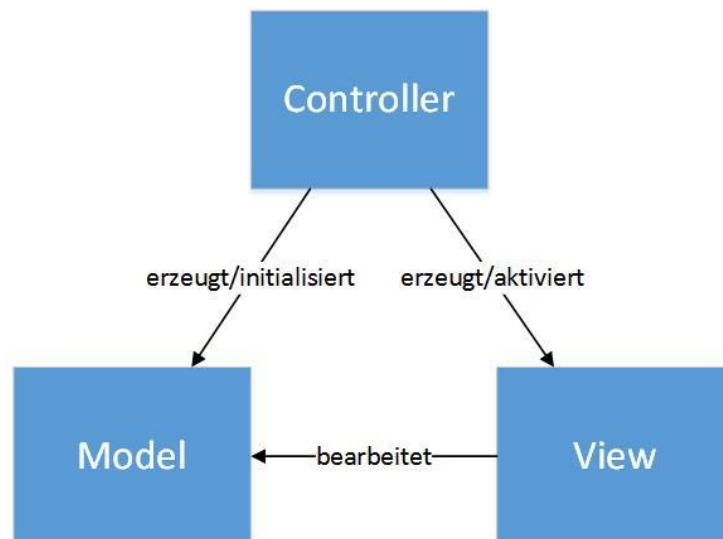 Controller
erzeugt/initialisiert
erzeugt/aktiviert
Model
bearbeitet
View